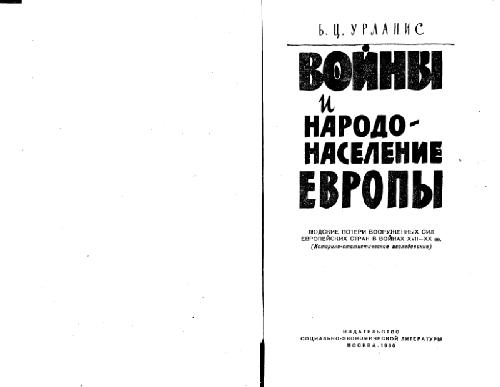 Б. Ц. УРЛАНИС
ВОЙНЫ
И
НАРОДО-
НАСЕЛЕНИЕ
ЕВРОПЫ
ЛЮДСКИЕ ПОТЕРИ ВООРУЖЕННЫХ СИЛ
ЕВРОПЕЙСКИХ СТРАН В ВОЙНАХ XVII—XX вв.
(Историко-статистическое исследование)
ИЗДАТЕЛЬСТВО
СОЦИАЛЬНО-ЭКОНОМИЧЕСКОЙ ЛИТЕРАТУРЫ
МОСКВА • 1960